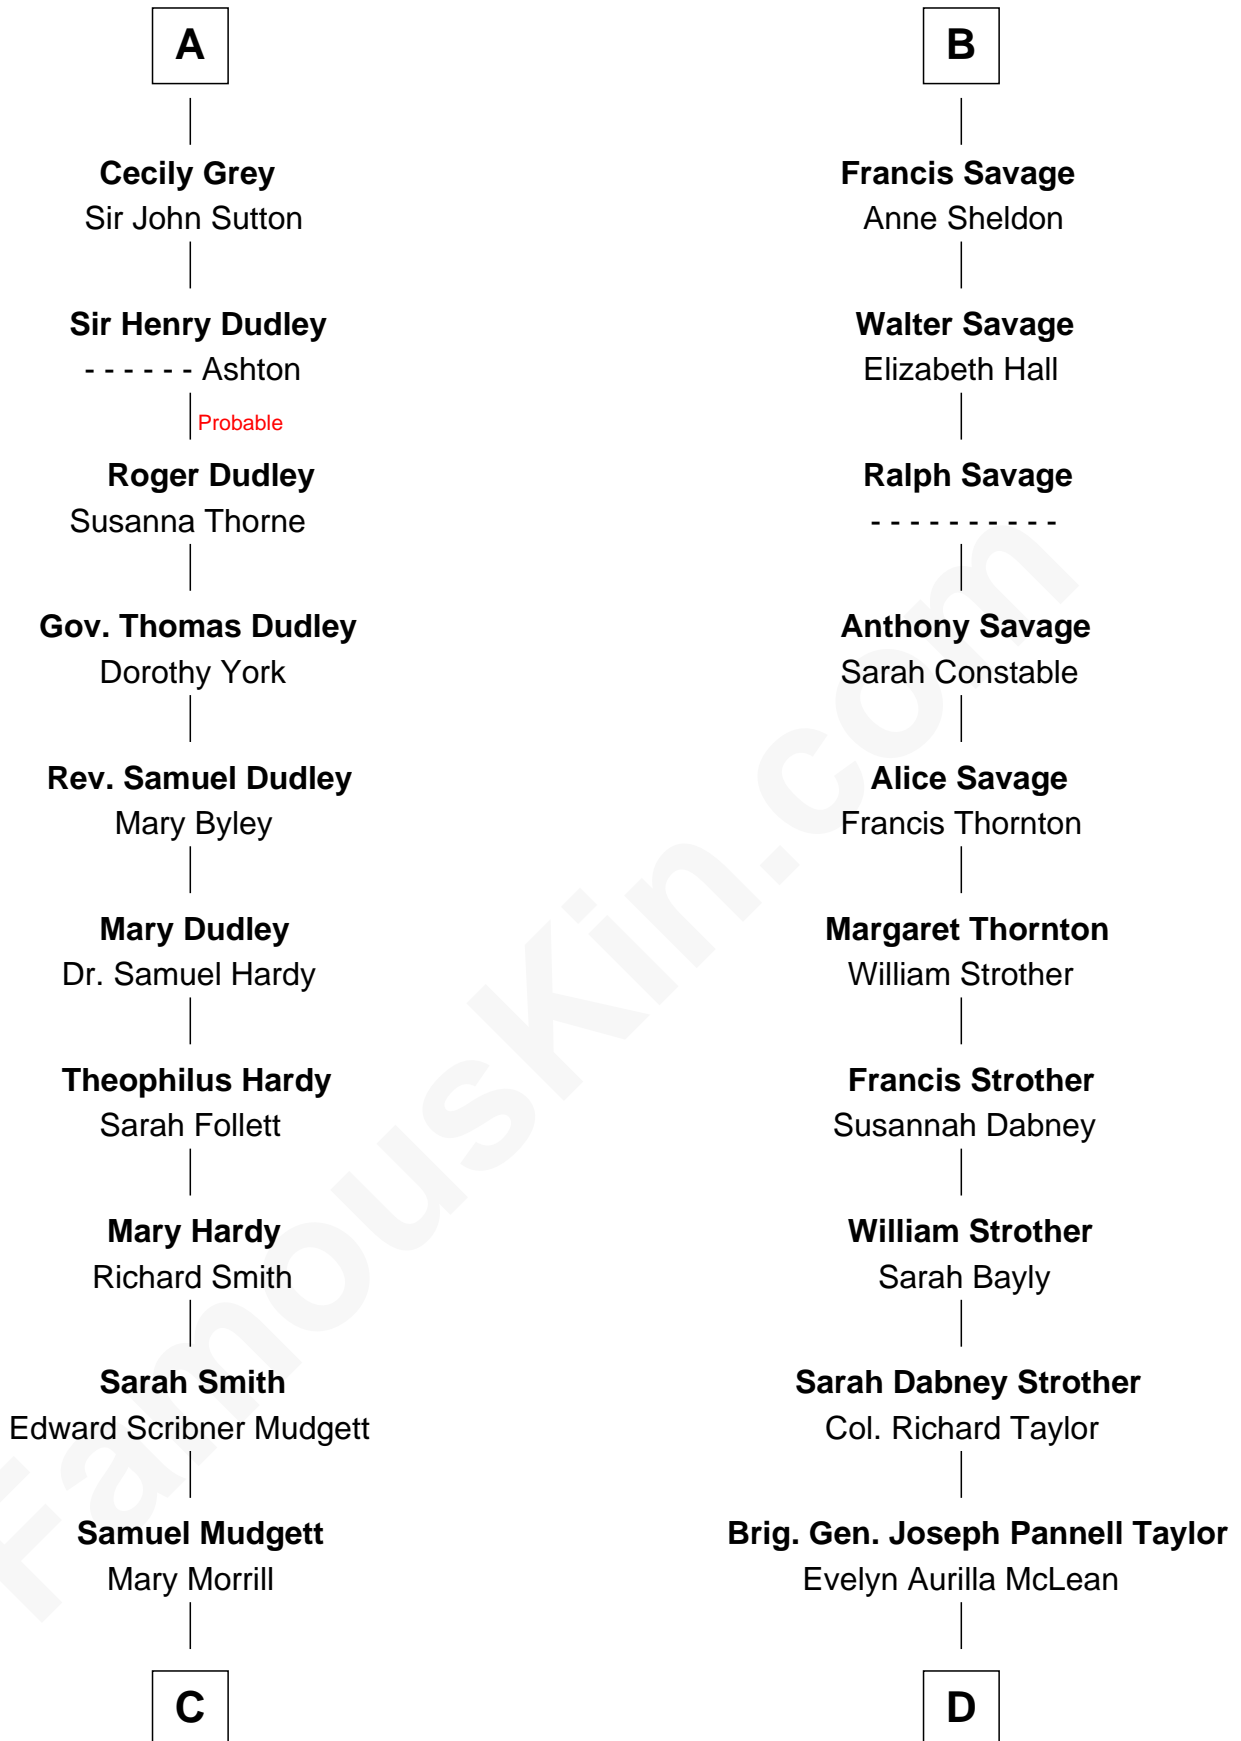 A
Cecily Grey
Sir John Sutton
Sir Henry Dudley
- - - - - - Ashton
Probable
Roger Dudley
Susanna Thorne
Gov. Thomas Dudley
Dorothy York
Rev. Samuel Dudley
Mary Byley
Mary Dudley
Dr. Samuel Hardy
Theophilus Hardy
Sarah Follett
Mary Hardy
Richard Smith
Sarah Smith
Edward Scribner Mudgett
Samuel Mudgett
Mary Morrill
C
B
Francis Savage
Anne Sheldon
Walter Savage
Elizabeth Hall
Ralph Savage
- - - - - - - - - -
Anthony Savage
Sarah Constable
Alice Savage
Francis Thornton
Margaret Thornton
William Strother
Francis Strother
Susannah Dabney
William Strother
Sarah Bayly
Sarah Dabney Strother
Col. Richard Taylor
Brig. Gen. Joseph Pannell Taylor
Evelyn Aurilla McLean
D
FamousKin.com